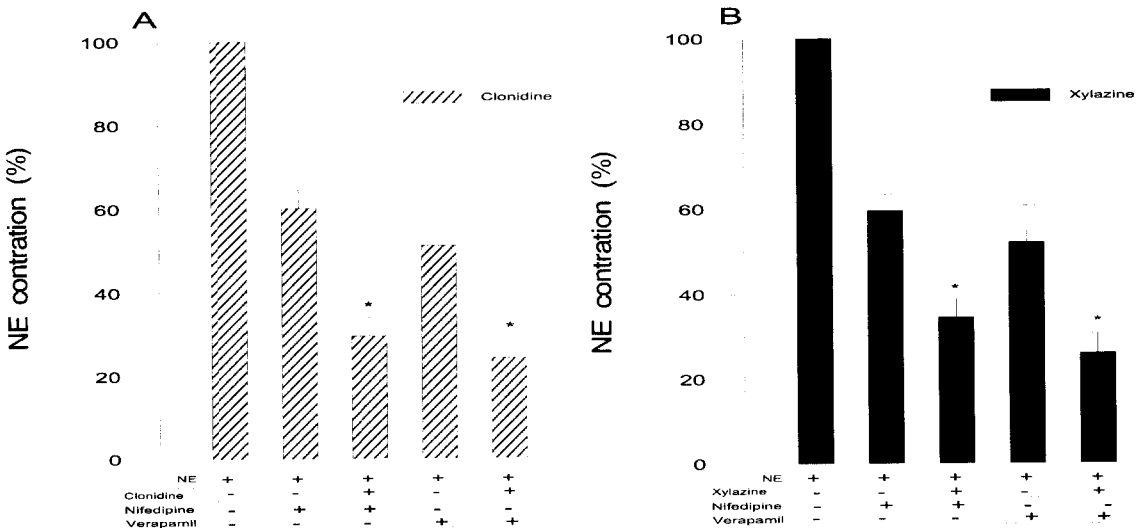 A
100
80
60
40
20
0
NE contration (%)
Clonidine
*
*
NE + + + + +
Clonidine - - + - +
Nifedipine - + + - -
Verapamil - - - + +
B
100
80
60
40
20
0
NE contration (%)
Xylazine
*
*
NE + + + + +
Xylazine - - + - +
Nifedipine - + + - -
Verapamil - - - + +